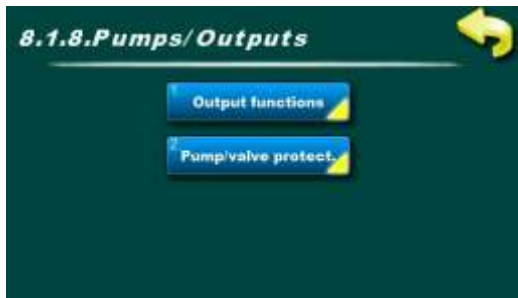 8.1.8.Pumps/Outputs
1
Output functions
2
Pump/valve protect.